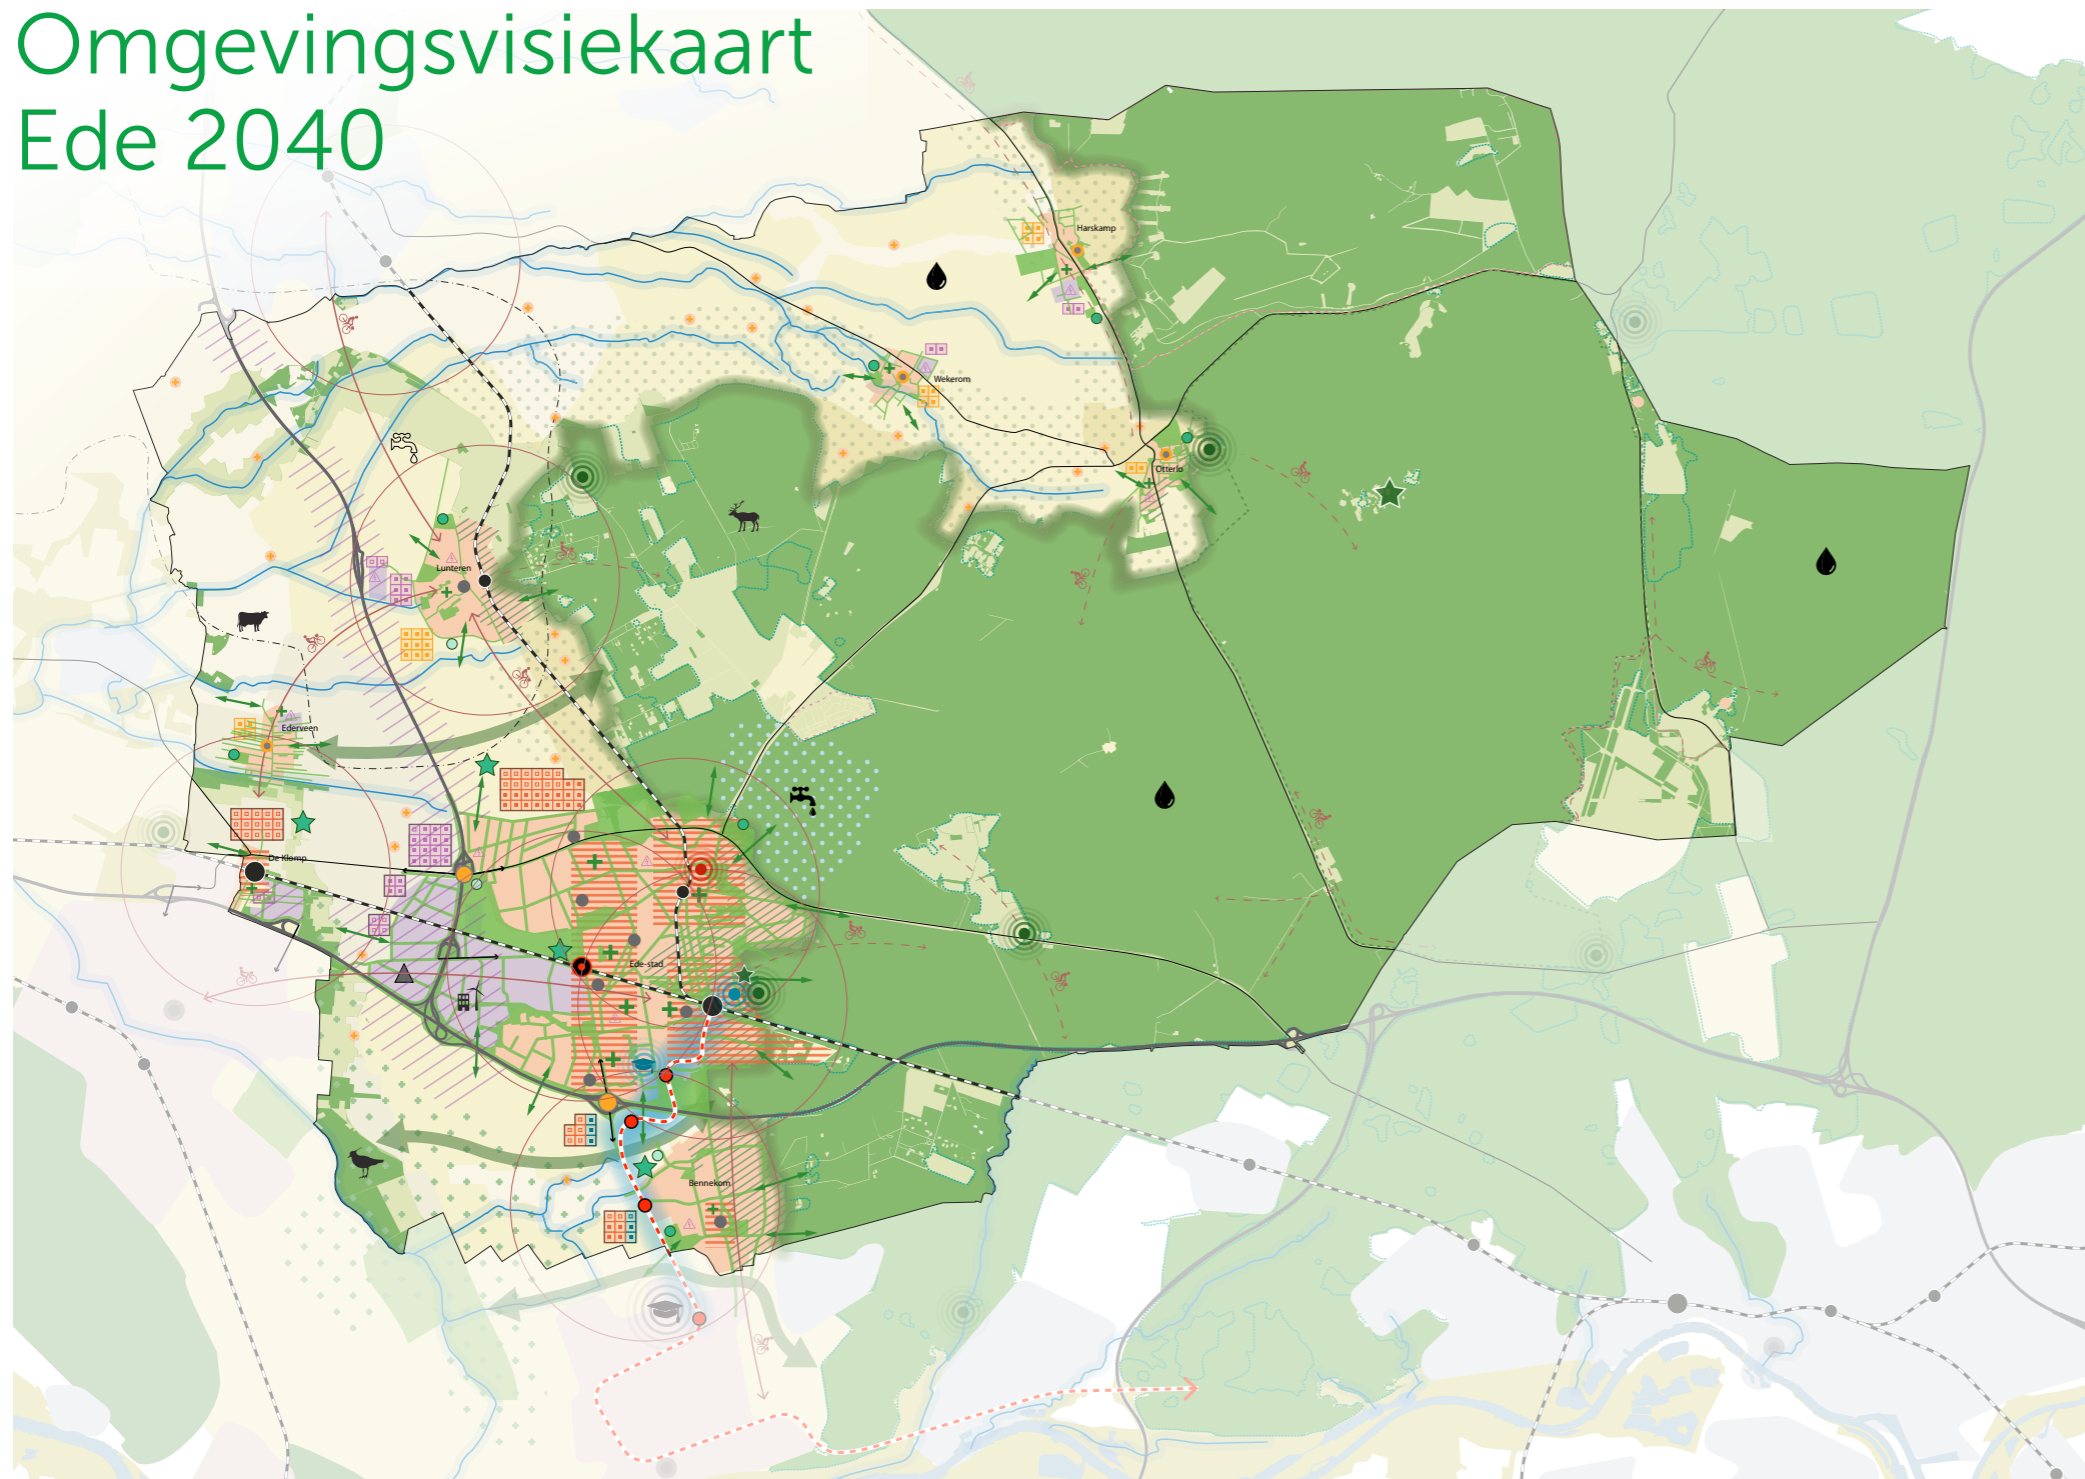 Omgevingsvisiekaart
Ede 2040
Harskamp
Wekerom
Otterlo
Lunteren
Ederveen
De Klomp
Ede-stad
Bennekom